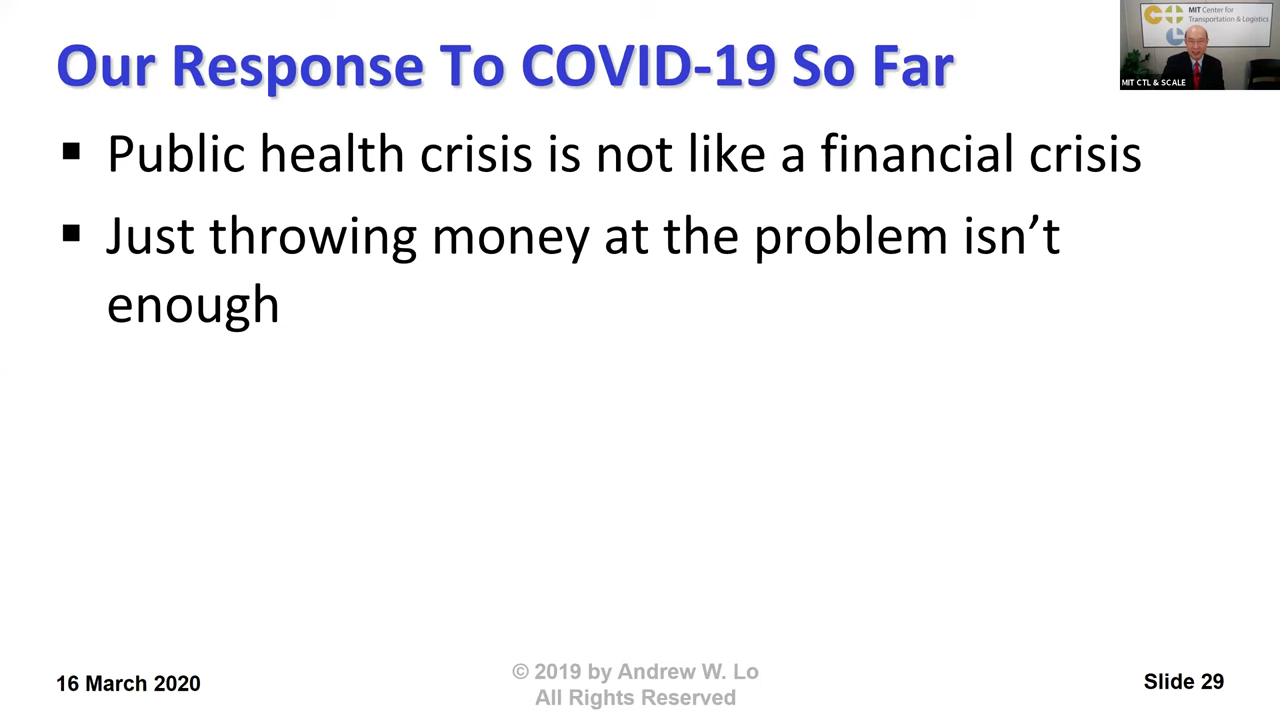 Our Response To COVID-19 So Far
MIT Center for
Transportation & Logistics
MIT CTL & SCALE
▪ Public health crisis is not like a financial crisis
▪ Just throwing money at the problem isn’t
enough
16 March 2020
© 2019 by Andrew W. Lo
All Rights Reserved
Slide 29